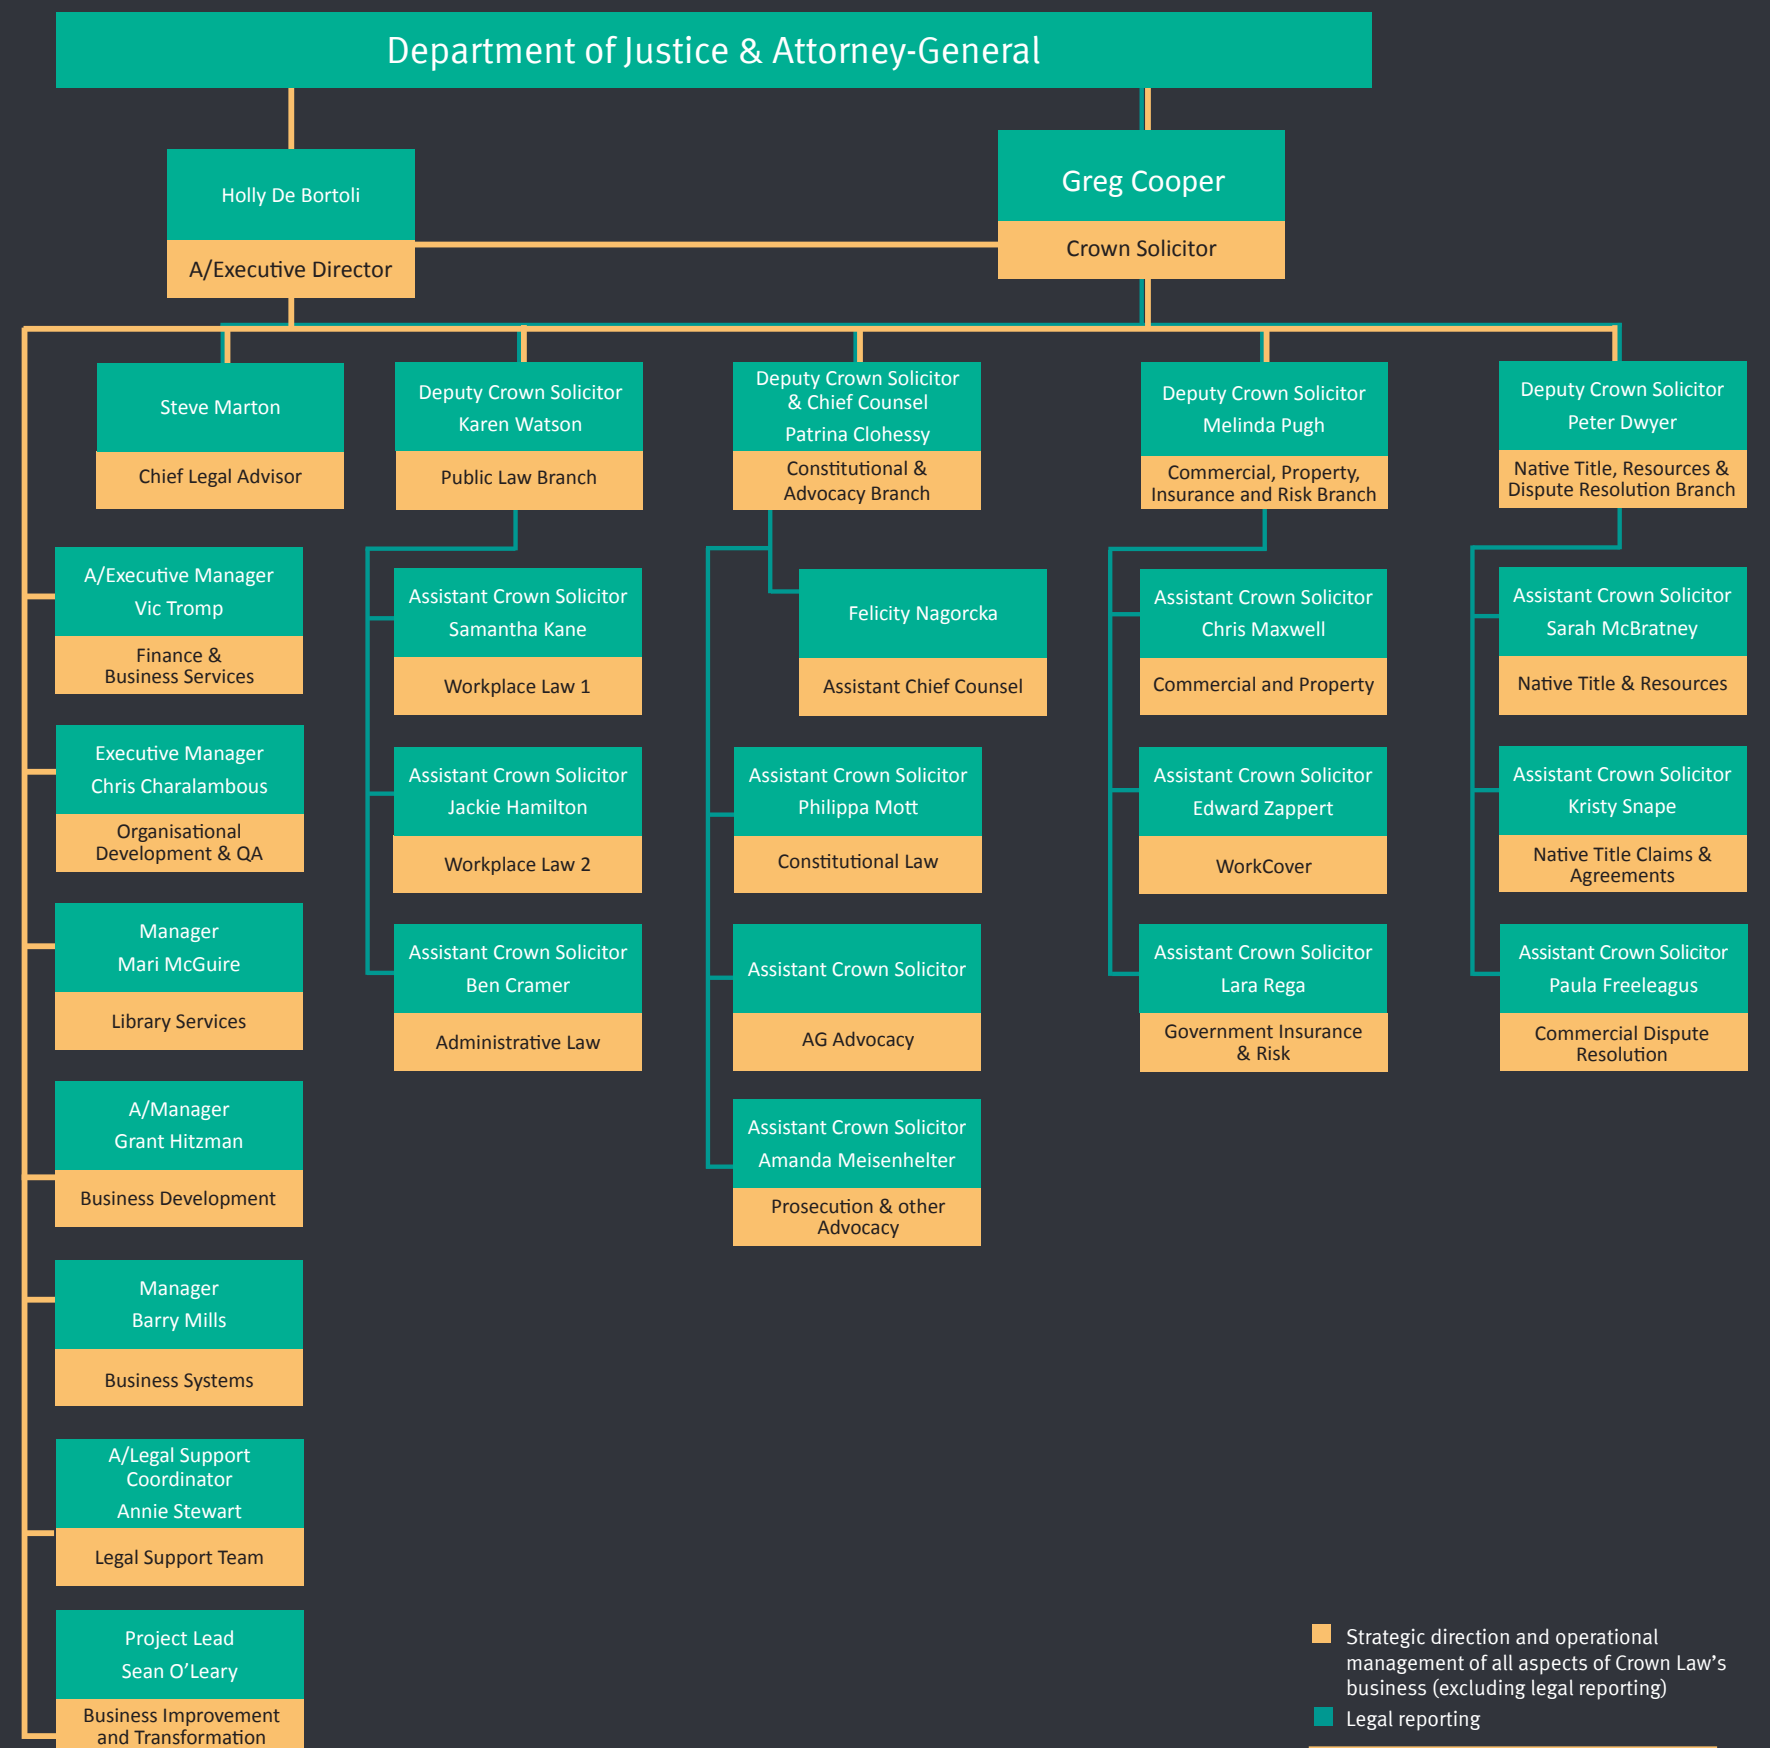 Department of Justice & Attorney-General
Holly De Bortoli
A/Executive Director
Greg Cooper
Crown Solicitor
Steve Marton
Chief Legal Advisor
Deputy Crown Solicitor
Karen Watson
Public Law Branch
Deputy Crown Solicitor
& Chief Counsel
Patrina Clohessy
Constitutional &
Advocacy Branch
Deputy Crown Solicitor
Melinda Pugh
Commercial, Property,
Insurance and Risk Branch
Deputy Crown Solicitor
Peter Dwyer
Native Title, Resources &
Dispute Resolution Branch
A/Executive Manager
Vic Tromp
Finance &
Business Services
Executive Manager
Chris Charalambous
Organisational
Development & QA
Manager
Mari McGuire
Library Services
A/Manager
Grant Hitzman
Business Development
Manager
Barry Mills
Business Systems
A/Legal Support
Coordinator
Annie Stewart
Legal Support Team
Project Lead
Sean O'Leary
Business Improvement
and Transformation
Assistant Crown Solicitor
Samantha Kane
Workplace Law 1
Assistant Crown Solicitor
Jackie Hamilton
Workplace Law 2
Assistant Crown Solicitor
Ben Cramer
Administrative Law
Felicity Nagorcka
Assistant Chief Counsel
Assistant Crown Solicitor
Philippa Mott
Constitutional Law
Assistant Crown Solicitor
AG Advocacy
Assistant Crown Solicitor
Amanda Meisenhelter
Prosecution & other
Advocacy
Assistant Crown Solicitor
Chris Maxwell
Commercial and Property
Assistant Crown Solicitor
Edward Zappert
WorkCover
Assistant Crown Solicitor
Lara Rega
Government Insurance
& Risk
Assistant Crown Solicitor
Sarah McBratney
Native Title & Resources
Assistant Crown Solicitor
Kristy Snape
Native Title Claims &
Agreements
Assistant Crown Solicitor
Paula Freeleagus
Commercial Dispute
Resolution
Strategic direction and operational
management of all aspects of Crown Law's
business (excluding legal reporting)
Legal reporting